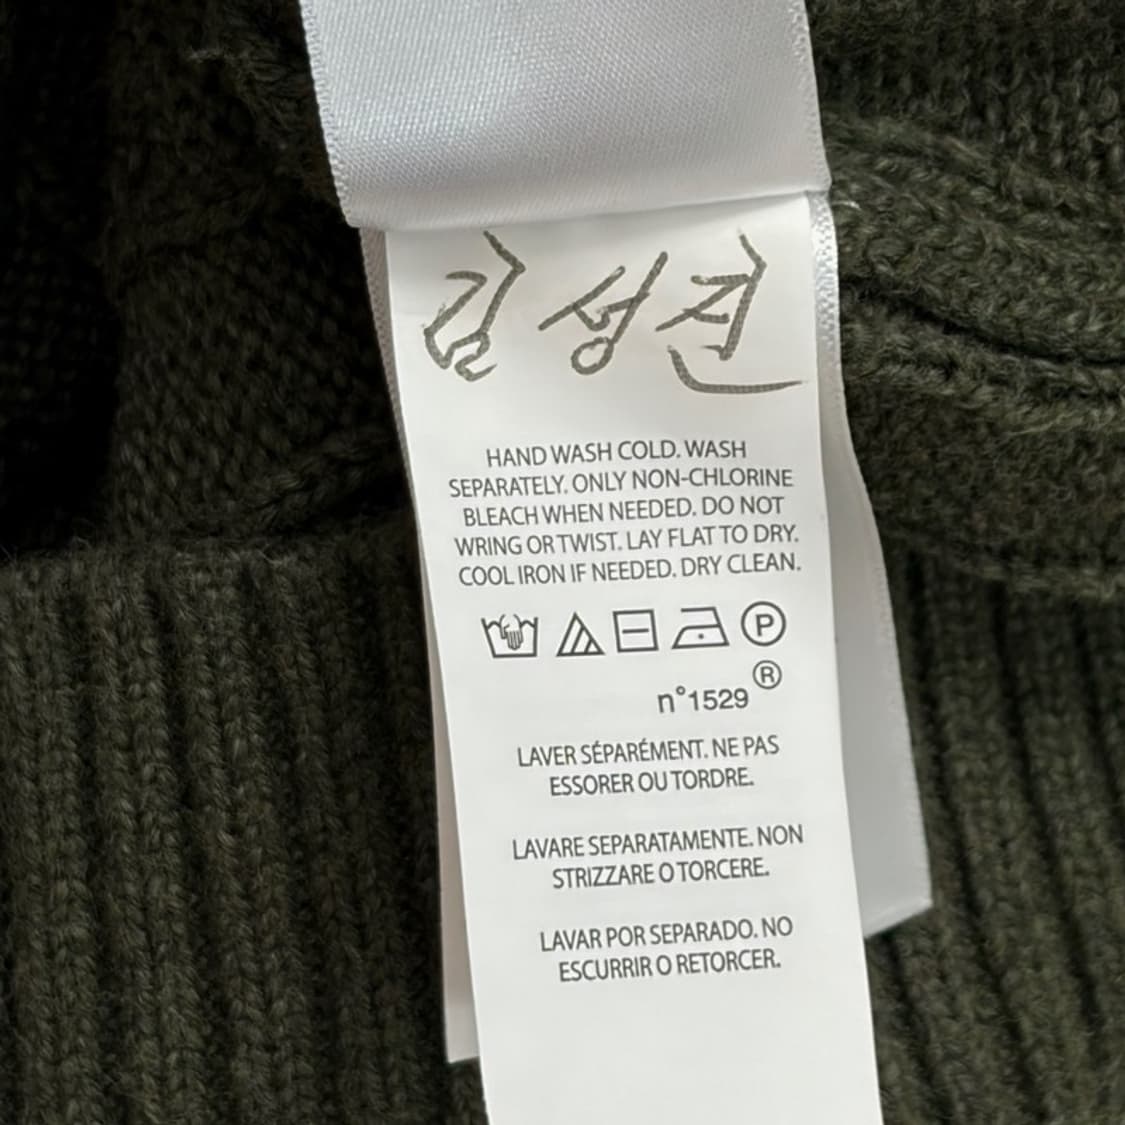 김성견
HAND WASH COLD. WASH
SEPARATELY. ONLY NON-CHLORINE
BLEACH WHEN NEEDED. DO NOT
WRING OR TWIST. LAY FLAT TO DRY.
COOL IRON IF NEEDED. DRY CLEAN.
P
n°1529®
LAVER SÉPARÉMENT. NE PAS
ESSORER OU TORDRE.
LAVARE SEPARATAMENTE. NON
STRIZZARE O TORCERE.
LAVAR POR SEPARADO. NO
ESCURRIR O RETORCER.